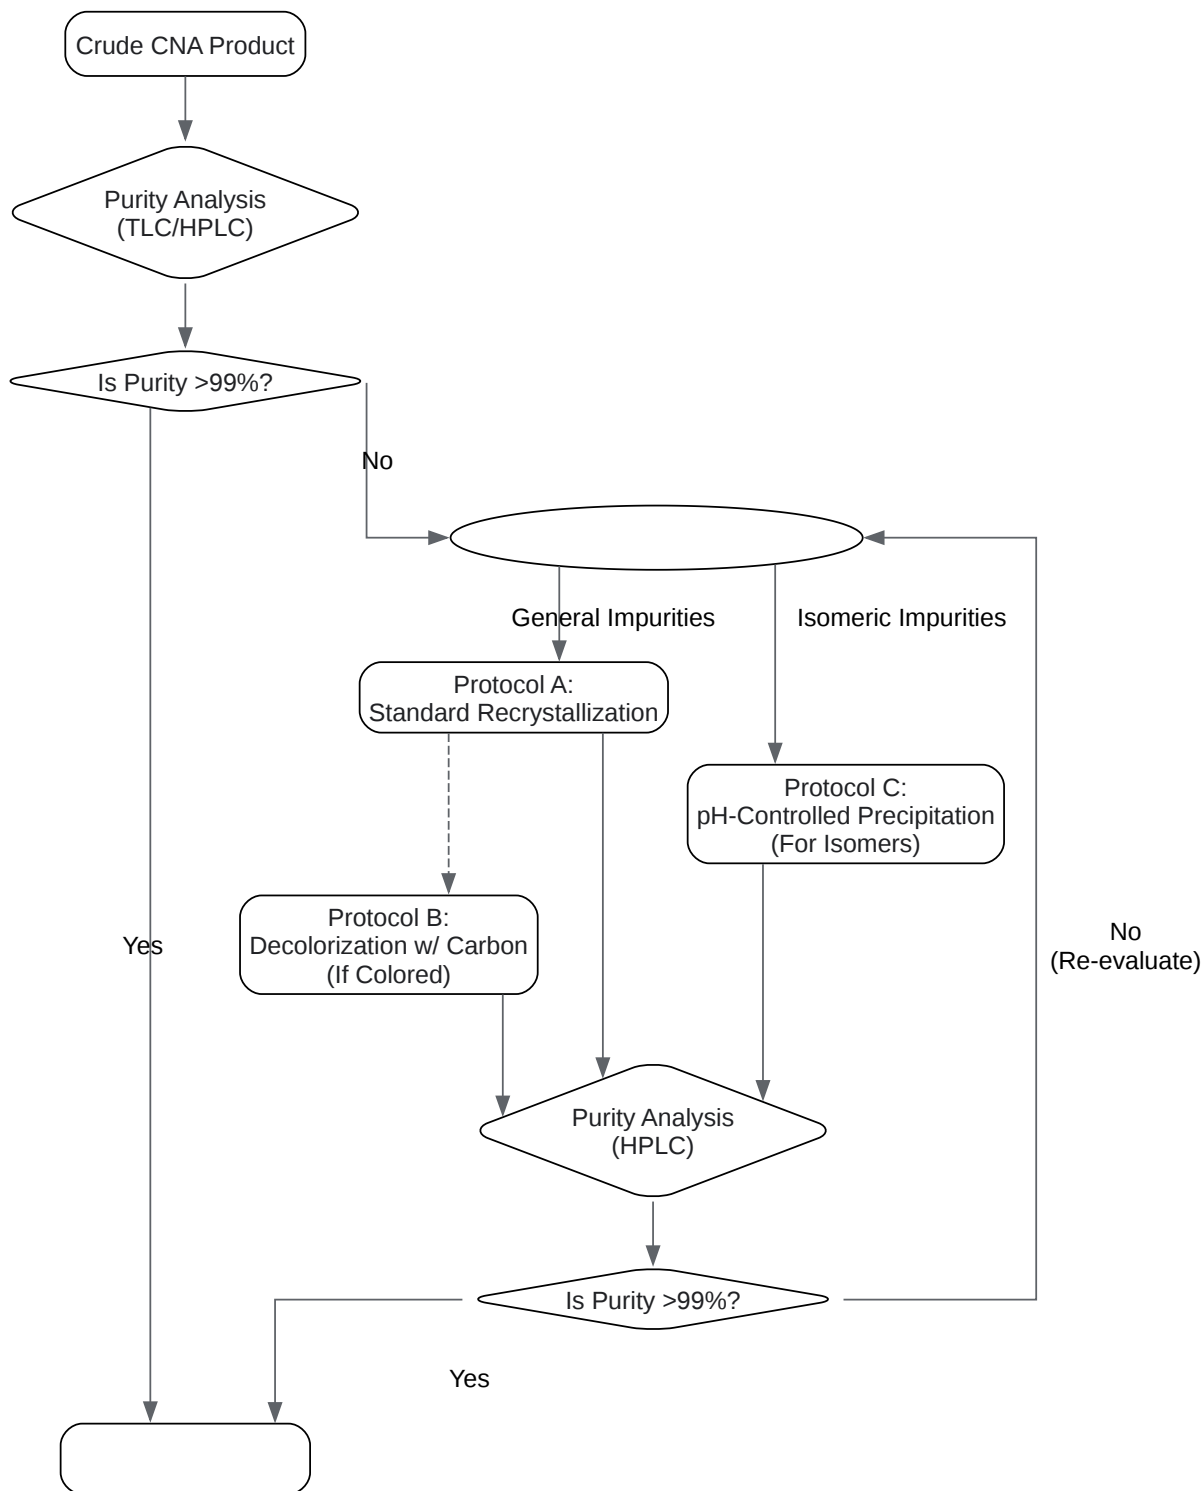 Crude CNA Product
Purity Analysis
(TLC/HPLC)
Is Purity >99%?
No
General Impurities
Isomeric Impurities
Protocol A:
Standard Recrystallization
Protocol C:
pH-Controlled Precipitation
(For Isomers)
Protocol B:
Decolorization w/ Carbon
(If Colored)
Yes
No
(Re-evaluate)
Purity Analysis
(HPLC)
Is Purity >99%?
Yes